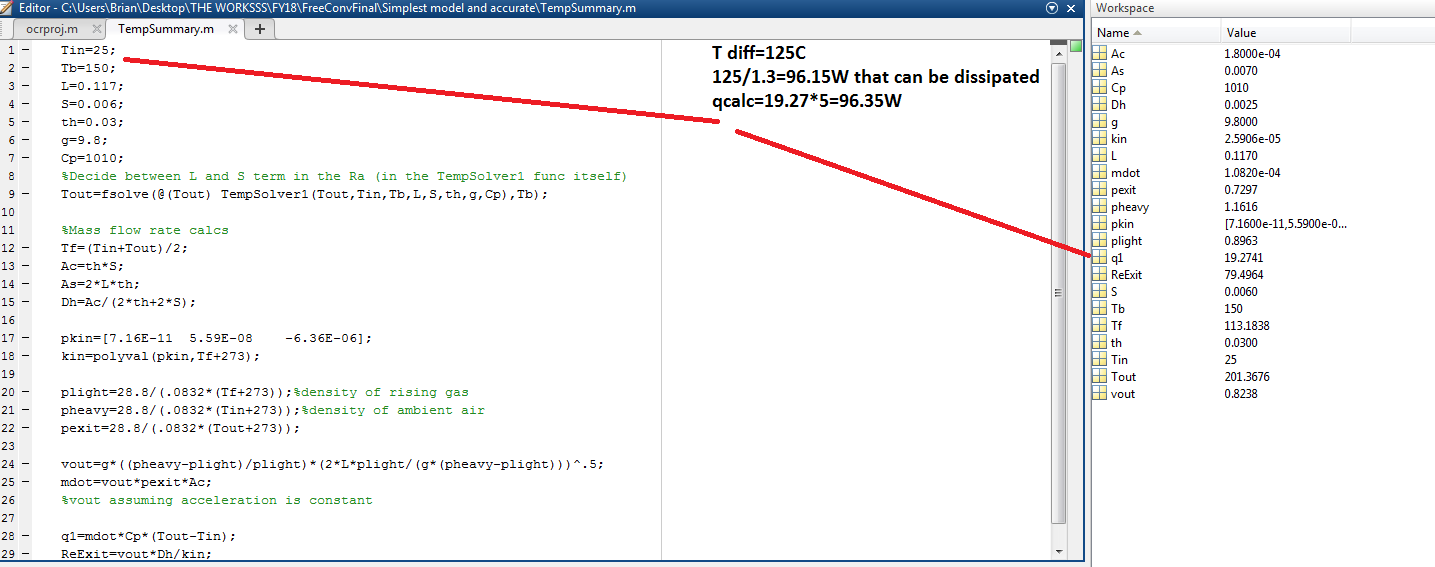 Editor - C:\Users\Brian\Desktop\THE WORKSSS\FY18\FreeConvFinal\Simplest model and accurate\TempSummary.m
ocrproj.m TempSummary.m
1 Tin=25;
2 Tb=150;
3 L=0.117;
4 S=0.006;
5 th=0.03;
6 g=9.8;
7 Cp=1010;
8 %Decide between L and S term in the Ra (in the TempSolver1 func itself)
9 Tout=fsolve(@(Tout) TempSolver1(Tout,Tin,Tb,L,S,th,g,Cp),Tb);
10
11 %Mass flow rate calcs
12 Tf=(Tin+Tout)/2;
13 Ac=th*S;
14 As=2*L*th;
15 Dh=Ac/(2*th+2*S);
16
17 pkin=[7.16E-11 5.59E-08 -6.36E-06];
18 kin=polyval(pkin,Tf+273);
19
20 plight=28.8/(.0832*(Tf+273));%density of rising gas
21 pheavy=28.8/(.0832*(Tin+273));%density of ambient air
22 pexit=28.8/(.0832*(Tout+273));
23
24 vout=g*((pheavy-plight)/plight)*(2*L*plight/(g*(pheavy-plight)))^.5;
25 mdot=vout*pexit*Ac;
26 %vout assuming acceleration is constant
27
28 q1=mdot*Cp*(Tout-Tin);
29 ReExit=vout*Dh/kin;
T diff=125C
125/1.3=96.15W that can be dissipated
qcalc=19.27*5=96.35W
Workspace
Name Value
Ac 1.8000e-04
As 0.0070
Cp 1010
Dh 0.0025
g 9.8000
kin 2.5906e-05
L 0.1170
mdot 1.0820e-04
pexit 0.7297
pheavy 1.1616
pkin [7.1600e-11,5.5900e-0...
plight 0.8963
q1 19.2741
ReExit 79.4964
S 0.0060
Tb 150
Tf 113.1838
th 0.0300
Tin 25
Tout 201.3676
vout 0.8238